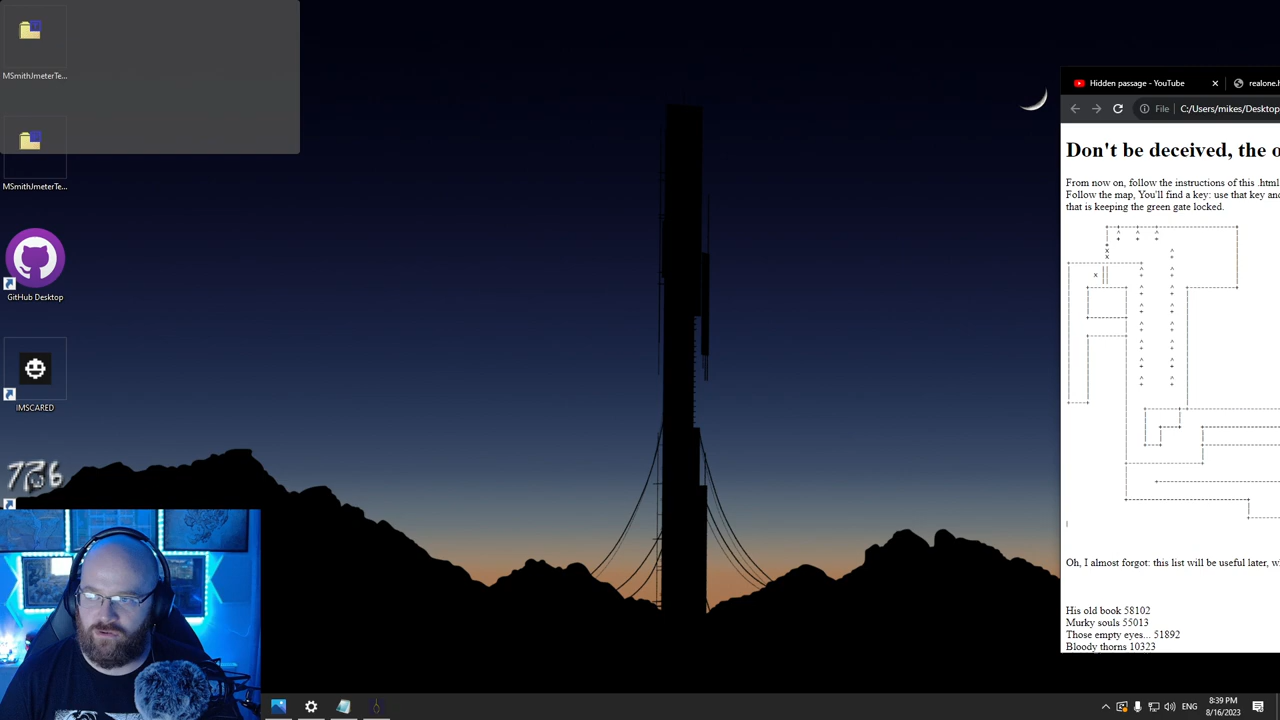 MSmithJmeterTe...
MSmithJmeterTe...
GitHub Desktop
IMSCARED
Hidden passage - YouTube
realone.h
File
C:/Users/mikes/Desktop
Don't be deceived, the o
From now on, follow the instructions of this .html
Follow the map, You'll find a key: use that key and
that is keeping the green gate locked.
Oh, I almost forgot: this list will be useful later, w
His old book 58102
Murky souls 55013
Those empty eyes... 51892
Bloody thorns 10323
ENG
8:39 PM
8/16/2023